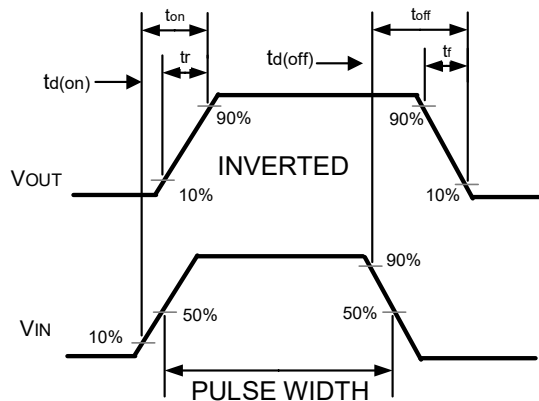 ton
toff
tr
td(off)
tf
td(on)
90%
90%
INVERTED
VOUT
10%
10%
90%
50%
50%
VIN
10%
PULSE WIDTH